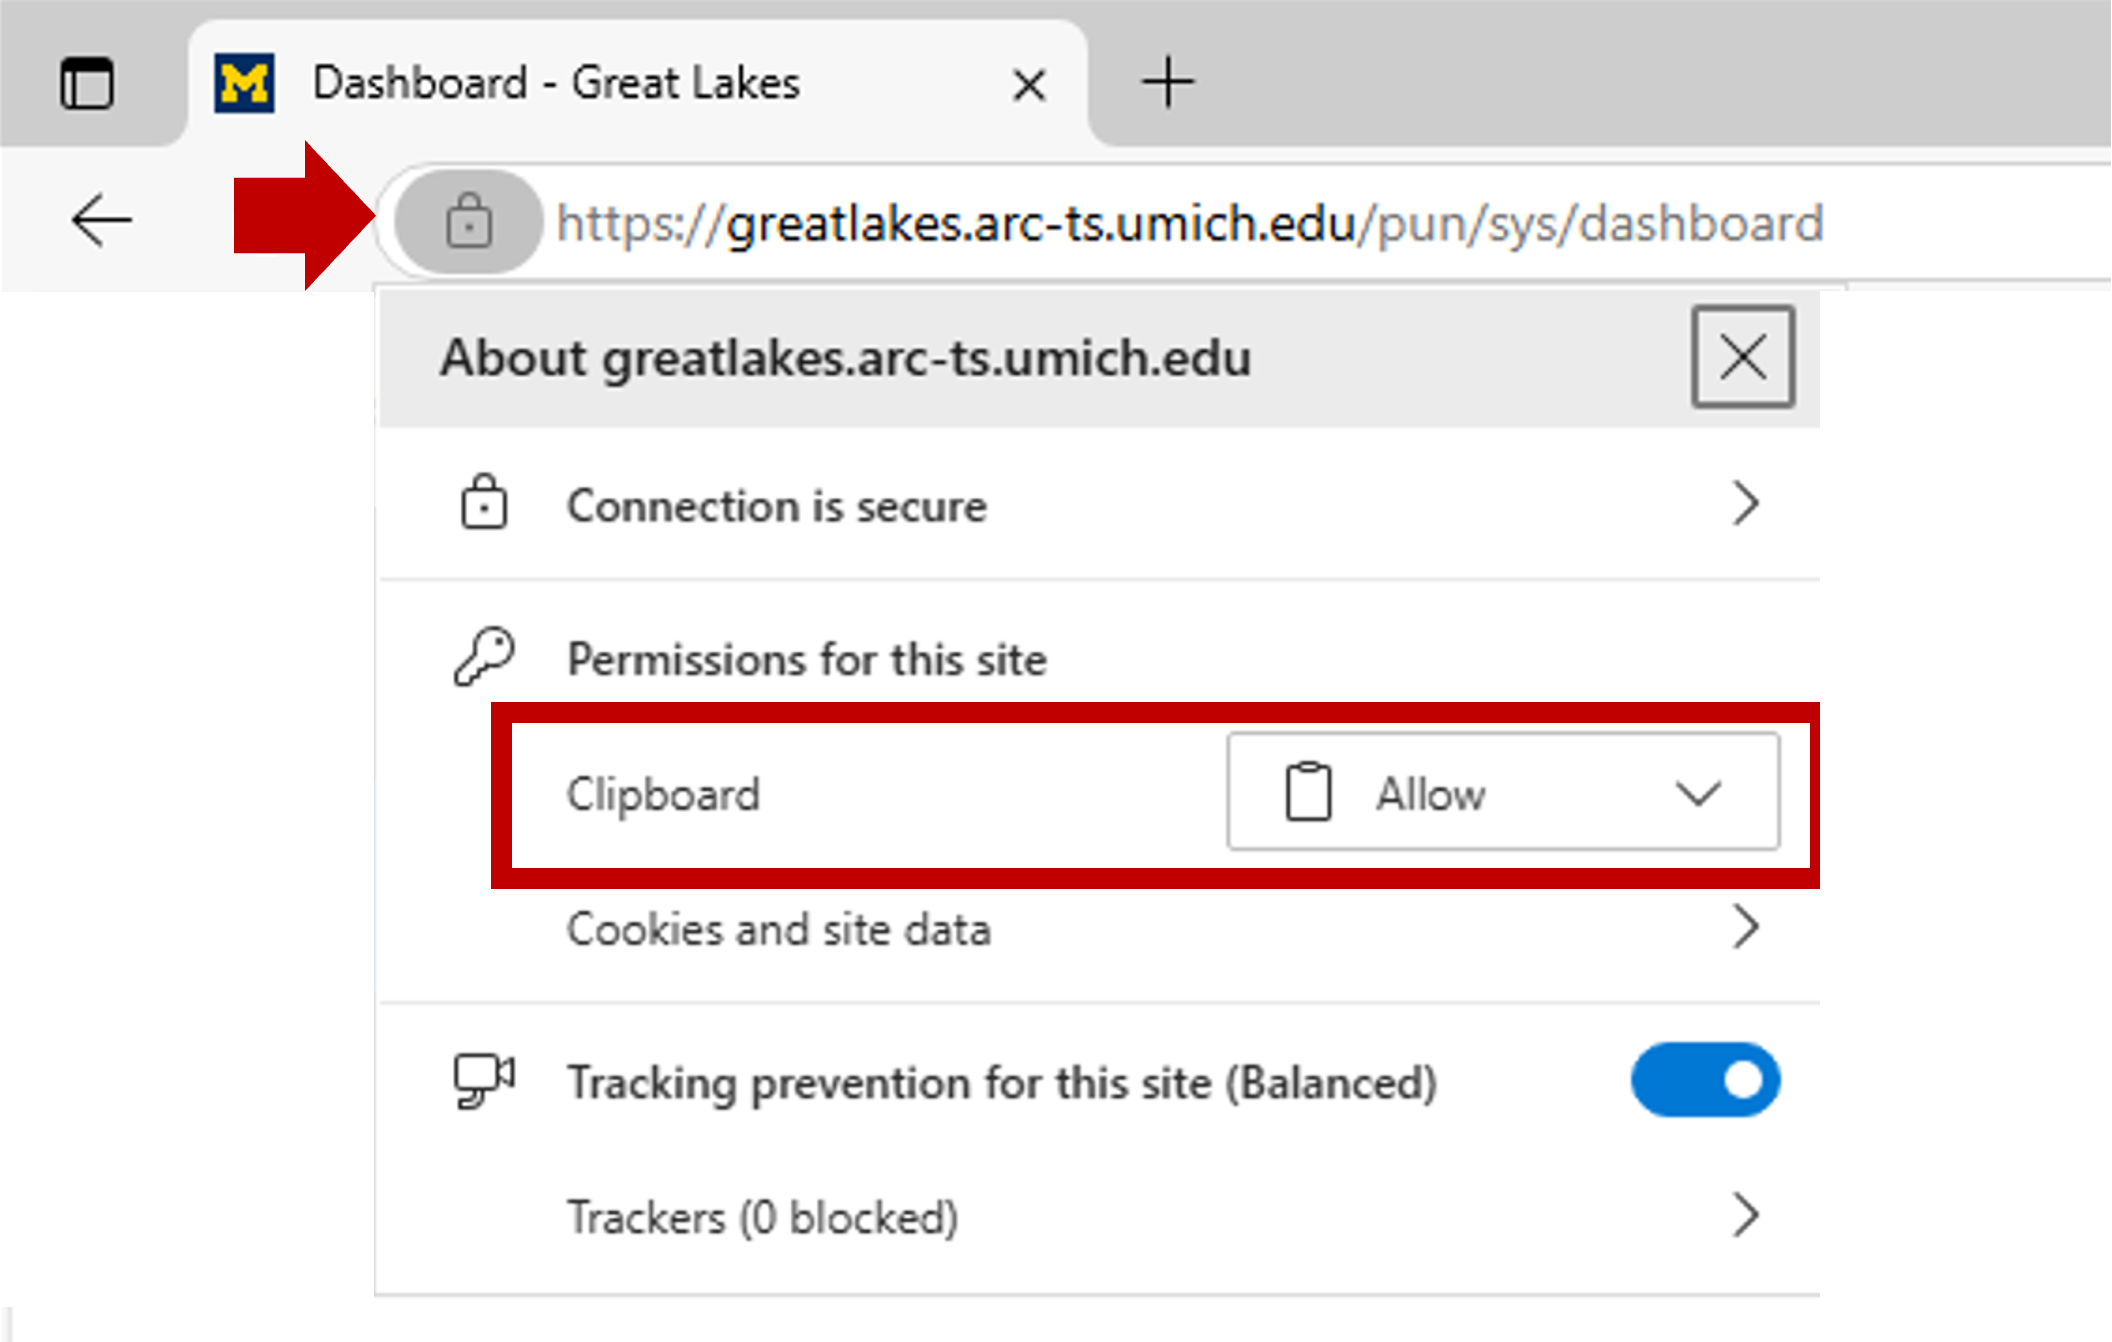 M Dashboard - Great Lakes
https://greatlakes.arc-ts.umich.edu/pun/sys/dashboard
About greatlakes.arc-ts.umich.edu
Connection is secure
Permissions for this site
Clipboard Allow
Cookies and site data
Tracking prevention for this site (Balanced)
Trackers (0 blocked)